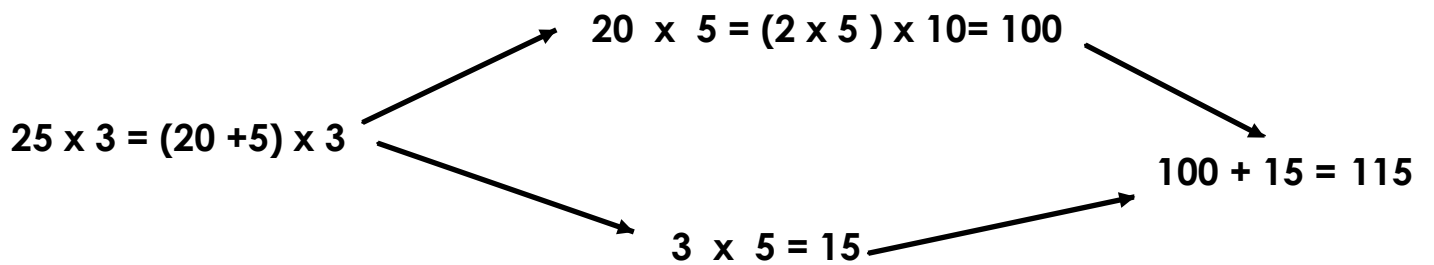 20 x 5 = (2 x 5 ) x 10= 100
25 x 3 = (20 +5) x 3
100 + 15 = 115
3 x 5 = 15